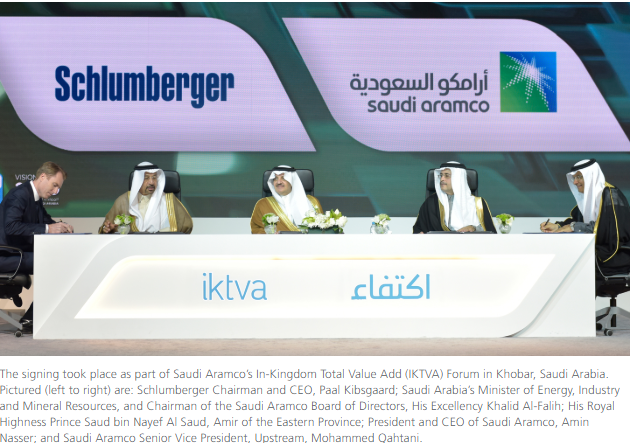 Schlumberger
أرامكو السعودية
saudi aramco
VISION
iktva
اكتفاء
The signing took place as part of Saudi Aramco's In-Kingdom Total Value Add (IKTVA) Forum in Khobar, Saudi Arabia.
Pictured (left to right) are: Schlumberger Chairman and CEO, Paal Kibsgaard; Saudi Arabia's Minister of Energy, Industry
and Mineral Resources, and Chairman of the Saudi Aramco Board of Directors, His Excellency Khalid Al-Falih; His Royal
Highness Prince Saud bin Nayef Al Saud, Amir of the Eastern Province; President and CEO of Saudi Aramco, Amin
Nasser; and Saudi Aramco Senior Vice President, Upstream, Mohammed Qahtani.